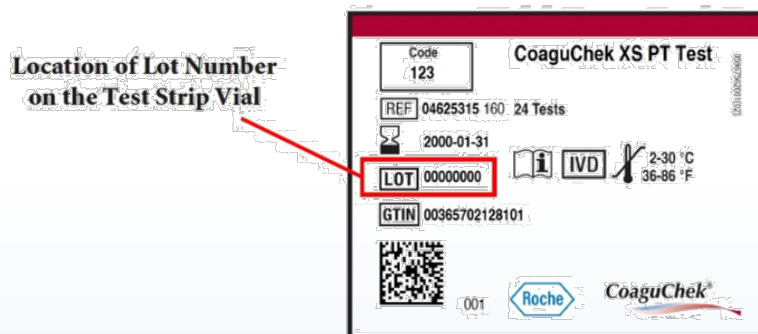 Location of Lot Number
on the Test Strip Vial
Code
123
CoaguChek XS PT Test
REF 04625315 160 24 Tests
2000-01-31
LOT 00000000
IVD
2-30 °C
36-86 °F
GTIN 00365702128101
001
Roche
CoaguChek®